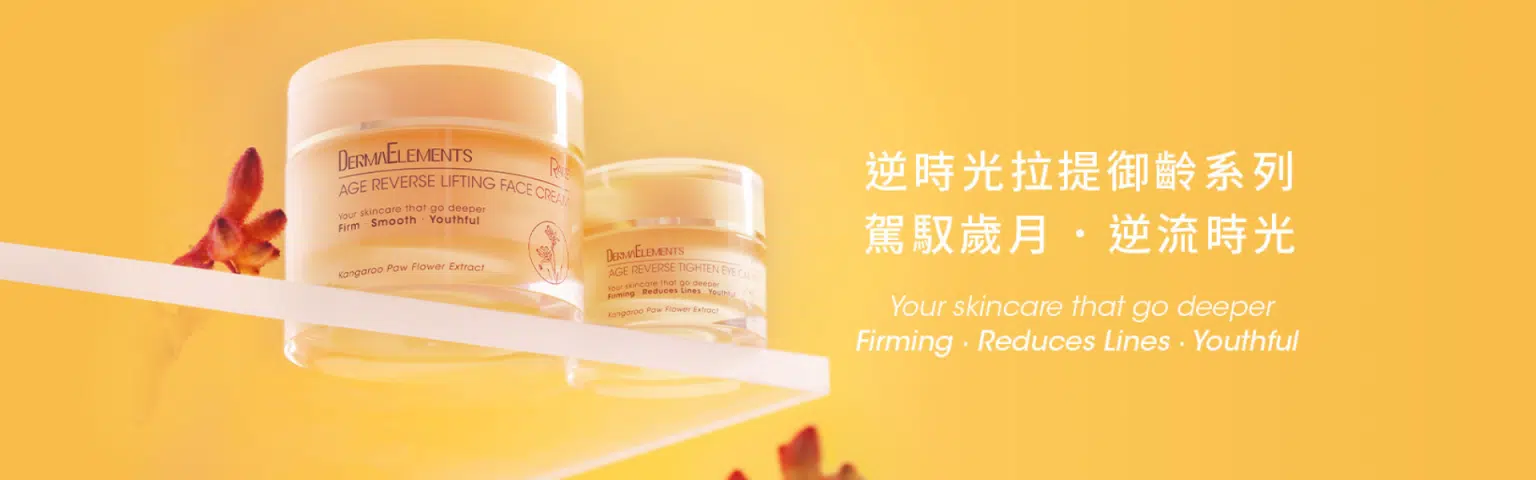 DERMAELEMENTS
AGE REVERSE LIFTING FACE CREAM
Your skincare that go deeper
Firm Smooth · Youthful
Kangaroo Paw Flower Extract
DERMAELEMENTS
AGE REVERSE TIGHTEN EYE
Your skincare that go deeper
Firming · Reduces Lines · Youthful
Kangaroo Paw Flower Extract
逆時光拉提御齡系列
駕馭歲月・逆流時光
Your skincare that go deeper
Firming · Reduces Lines · Youthful